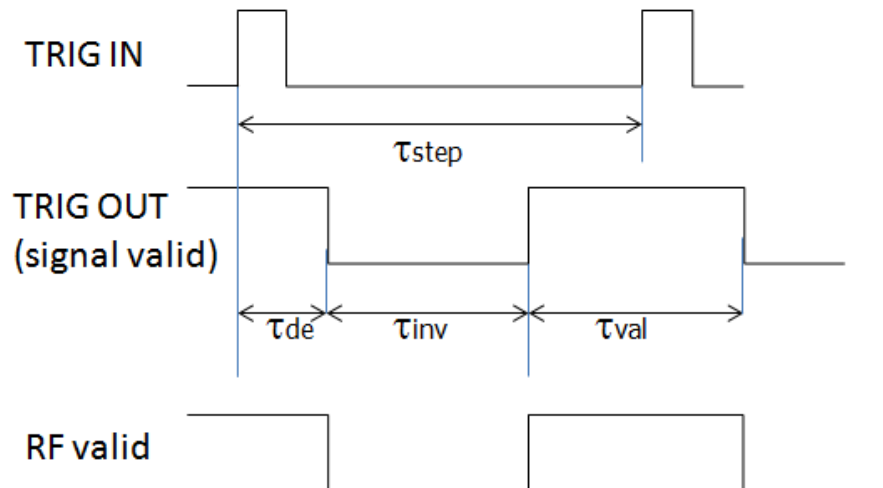 TRIG IN
τstep
TRIG OUT
(signal valid)
τde
τinv
τval
RF valid